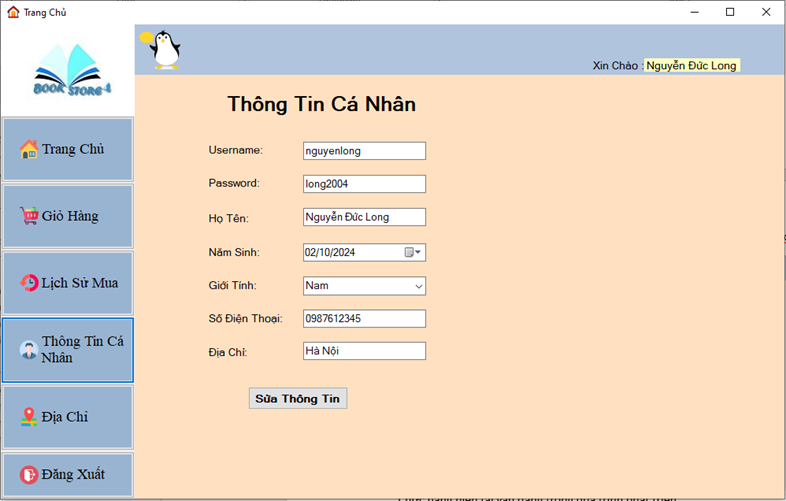 Trang Chủ
BOOK STORE
Xin Chào : Nguyễn Đức Long
Trang Chủ
Giỏ Hàng
Lịch Sử Mua
Thông Tin Cá
Nhân
Địa Chỉ
Đăng Xuất
Thông Tin Cá Nhân
Username: nguyenlong
Password: long2004
Họ Tên: Nguyễn Đức Long
Năm Sinh: 02/10/2024
Giới Tính: Nam
Số Điện Thoại: 0987612345
Địa Chỉ: Hà Nội
Sửa Thông Tin